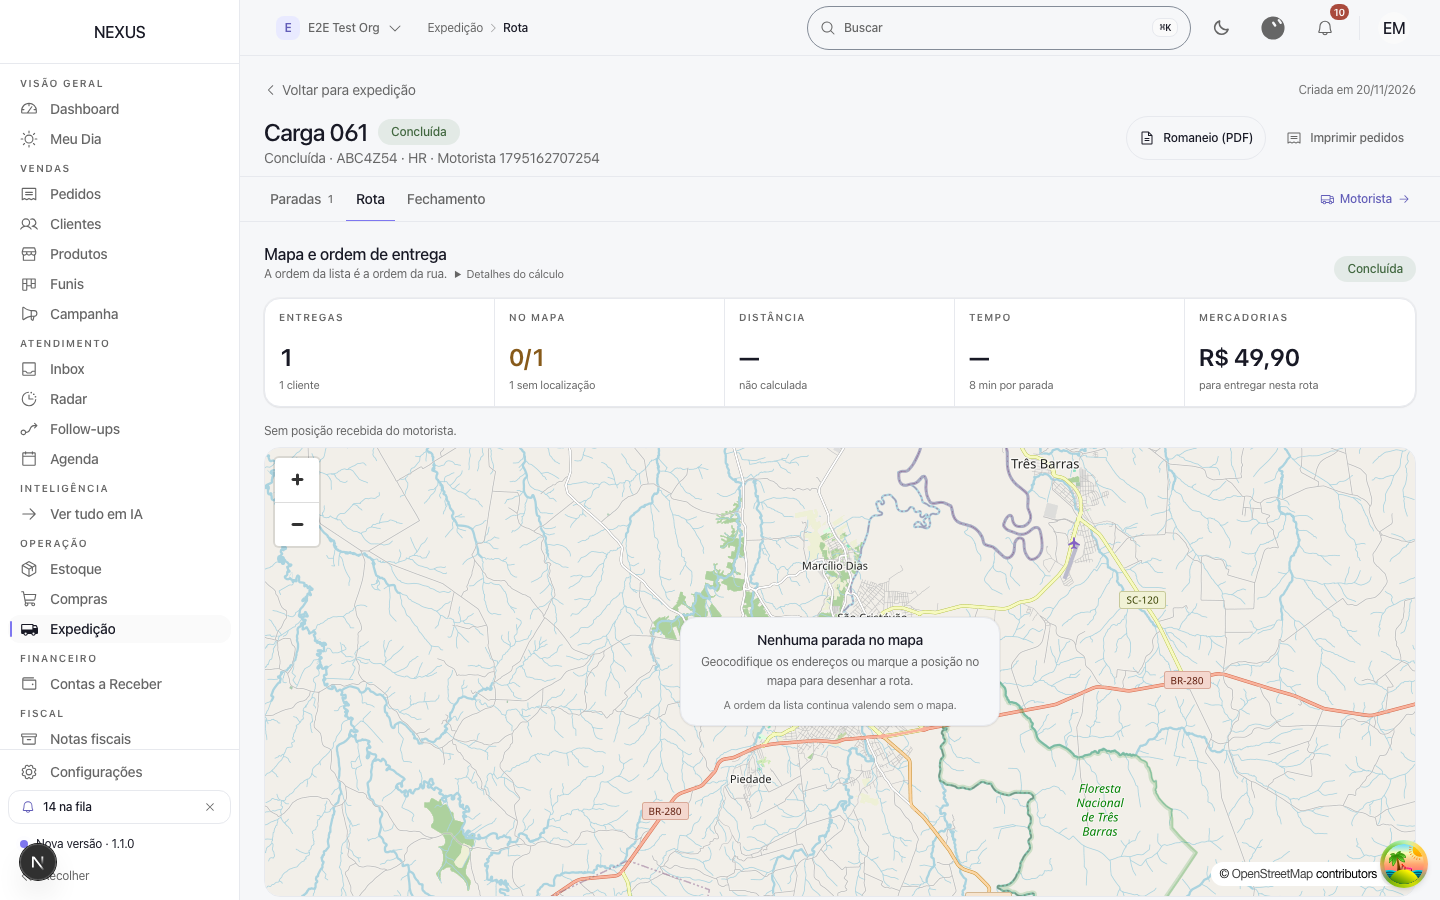 NEXUS
E
E2E Test Org
Expedição
Rota
Buscar
⌘K
10
EM
VISÃO GERAL
Dashboard
Meu Dia
VENDAS
Pedidos
Clientes
Produtos
Funis
Campanha
ATENDIMENTO
Inbox
Radar
Follow-ups
Agenda
INTELIGÊNCIA
Ver tudo em IA
OPERAÇÃO
Estoque
Compras
Expedição
FINANCEIRO
Contas a Receber
FISCAL
Notas fiscais
Configurações
14 na fila
Nova versão · 1.1.0
N
Voltar para expedição
Criada em 20/11/2026
Carga 061
Concluída
Concluída · ABC4Z54 · HR · Motorista 1795162707254
Romaneio (PDF)
Imprimir pedidos
Paradas 1
Rota
Fechamento
Motorista →
Mapa e ordem de entrega
A ordem da lista é a ordem da rua. ▶ Detalhes do cálculo
Concluída
ENTREGAS
1
1 cliente
NO MAPA
0/1
1 sem localização
DISTÂNCIA
—
não calculada
TEMPO
—
8 min por parada
MERCADORIAS
R$ 49,90
para entregar nesta rota
Sem posição recebida do motorista.
+
−
Três Barras
Marcílio Dias
SC-120
BR-280
Nenhuma parada no mapa
Geocodifique os endereços ou marque a posição no
mapa para desenhar a rota.
A ordem da lista continua valendo sem o mapa.
Piedade
BR-280
Floresta
Nacional
de Três
Barras
© OpenStreetMap contributors